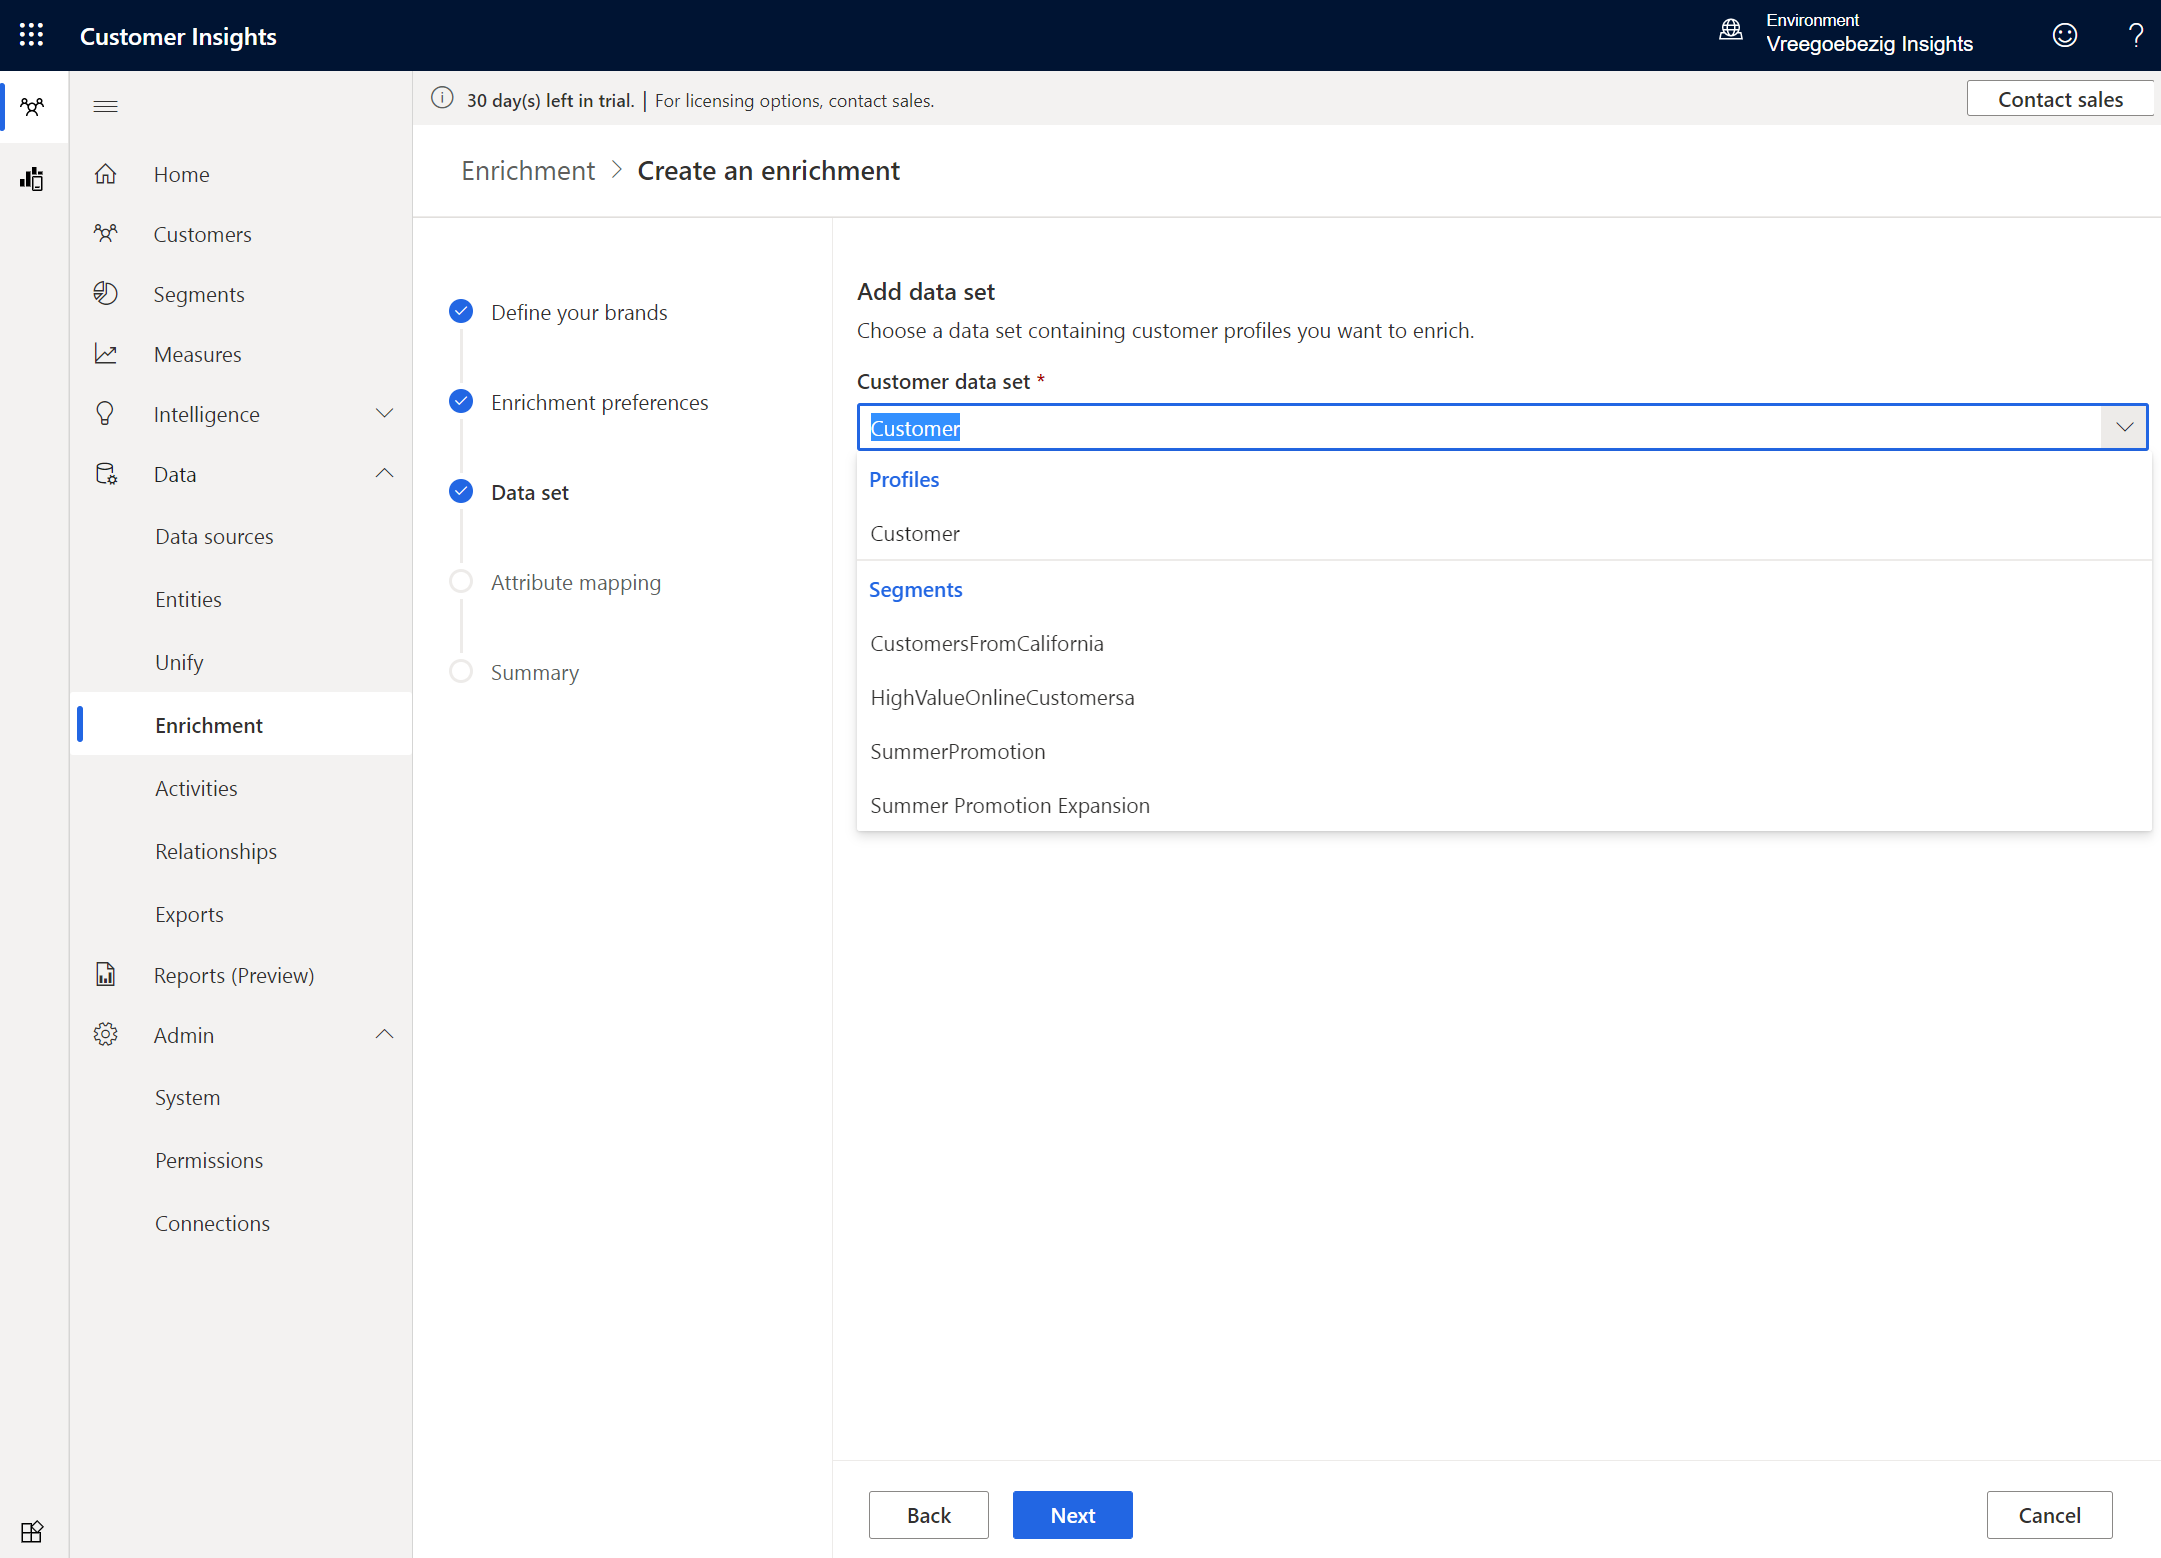 Customer Insights
Environment
Vreegoebezig Insights
?
30 day(s) left in trial. | For licensing options, contact sales.
Contact sales
Home
Customers
Segments
Measures
Intelligence
Data
Data sources
Entities
Unify
Enrichment
Activities
Relationships
Exports
Reports (Preview)
Admin
System
Permissions
Connections
Enrichment > Create an enrichment
Define your brands
Enrichment preferences
Data set
Attribute mapping
Summary
Add data set
Choose a data set containing customer profiles you want to enrich.
Customer data set *
Customer
Profiles
Customer
Segments
CustomersFromCalifornia
HighValueOnlineCustomersa
SummerPromotion
Summer Promotion Expansion
Back
Next
Cancel